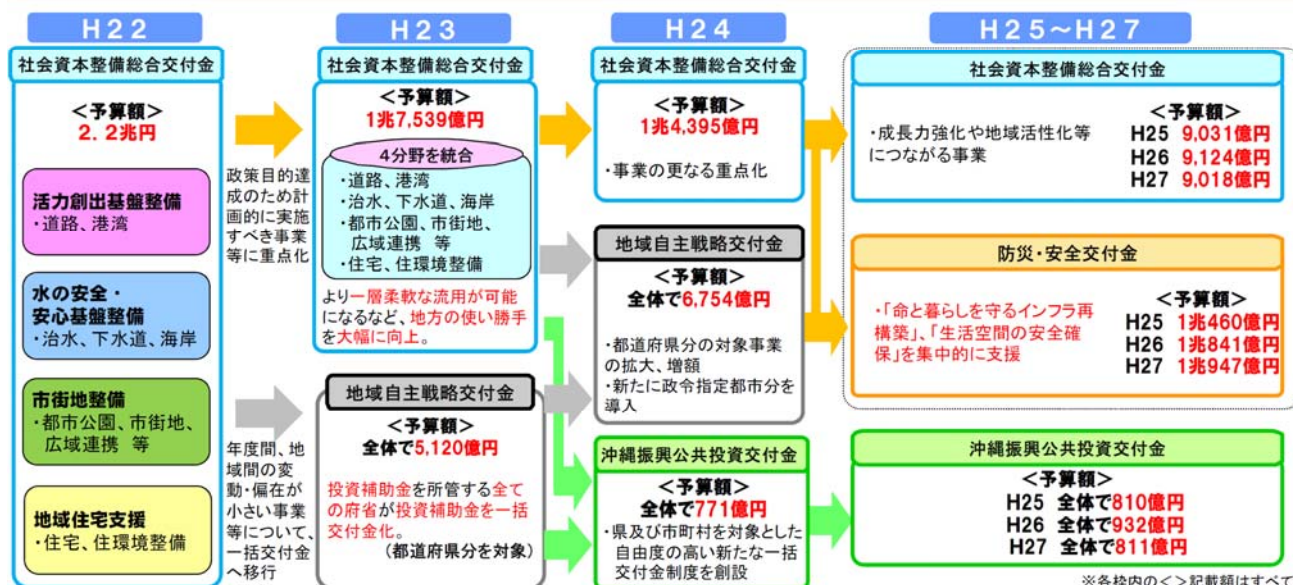 H22
社会資本整備総合交付金
＜予算額＞
2.2兆円
活力創出基盤整備
・道路、港湾
水の安全・
安心基盤整備
・治水、下水道、海岸
市街地整備
・都市公園、市街地、
広域連携 等
地域住宅支援
・住宅、住環境整備
政策目的達
成のため計
画的に実施
すべき事業
等に重点化
年度間、地
域間の変
動・偏在が
小さい事業
等について、
一括交付金
へ移行
H23
社会資本整備総合交付金
＜予算額＞
1兆7,539億円
4分野を統合
・道路、港湾
・治水、下水道、海岸
・都市公園、市街地、
広域連携 等
・住宅、住環境整備
より一層柔軟な流用が可能
になるなど、地方の使い勝手
を大幅に向上。
地域自主戦略交付金
＜予算額＞
全体で5,120億円
投資補助金を所管する全て
の府省が投資補助金を一括
交付金化。
（都道府県分を対象）
H24
社会資本整備総合交付金
＜予算額＞
1兆4,395億円
・事業の更なる重点化
地域自主戦略交付金
＜予算額＞
全体で6,754億円
・都道府県分の対象事業
の拡大、増額
・新たに政令指定都市分を
導入
沖縄振興公共投資交付金
＜予算額＞
全体で771億円
・県及び市町村を対象とした
自由度の高い新たな一括
交付金制度を創設
H25～H27
社会資本整備総合交付金
・成長力強化や地域活性化等
につながる事業
＜予算額＞
H25 9,031億円
H26 9,124億円
H27 9,018億円
防災・安全交付金
・「命と暮らしを守るインフラ再
構築」、「生活空間の安全確
保」を集中的に支援
＜予算額＞
H25 1兆460億円
H26 1兆841億円
H27 1兆947億円
沖縄振興公共投資交付金
＜予算額＞
H25 全体で810億円
H26 全体で932億円
H27 全体で811億円
※各枠内の＜＞記載額はすべて